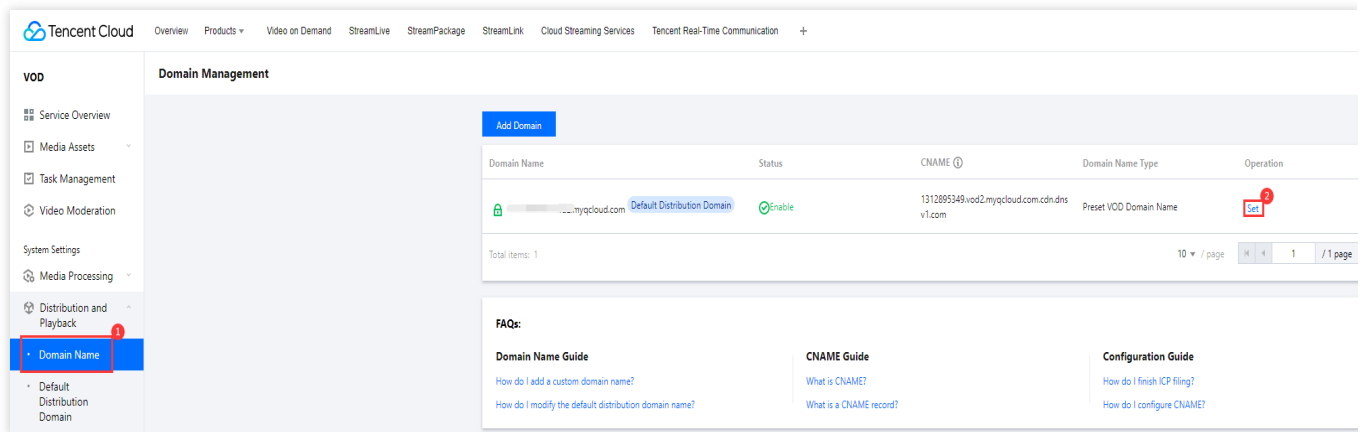 Tencent Cloud Overview Products Video on Demand StreamLive StreamPackage StreamLink Cloud Streaming Services Tencent Real-Time Communication +
VOD
Domain Management
Service Overview
Media Assets
Task Management
Video Moderation
System Settings
Media Processing
Distribution and
Playback
1
Domain Name
Default
Distribution
Domain
Add Domain
Domain Name Status CNAME Domain Name Type Operation
.myqcloud.com Default Distribution Domain Enable 1312895349.vod2.myqcloud.com.cdn.dns
v1.com Preset VOD Domain Name Set 2
Total items: 1 10 / page 1 / 1 page
FAQs:
Domain Name Guide
How do I add a custom domain name?
How do I modify the default distribution domain name?
CNAME Guide
What is CNAME?
What is a CNAME record?
Configuration Guide
How do I finish ICP filing?
How do I configure CNAME?